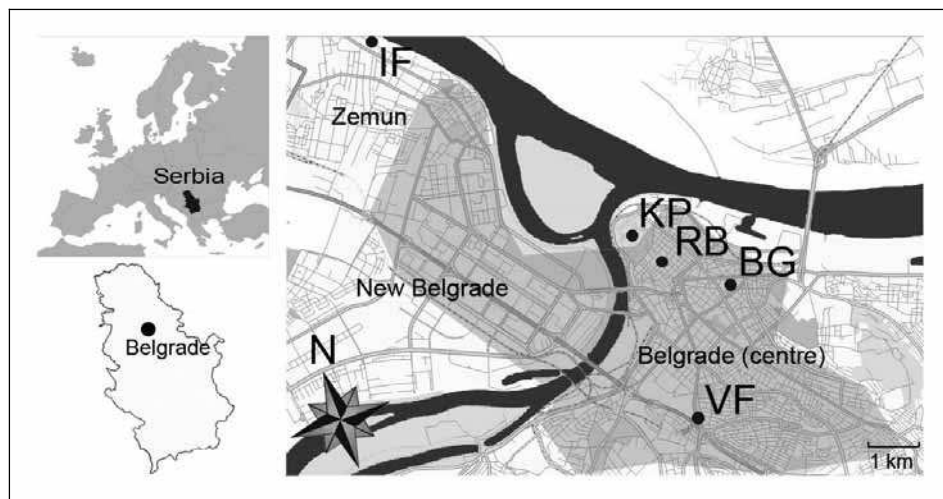 Serbia
Belgrade
IF
Zemun
KP
RB
BG
New Belgrade
N
Belgrade (centre)
VF
1 km